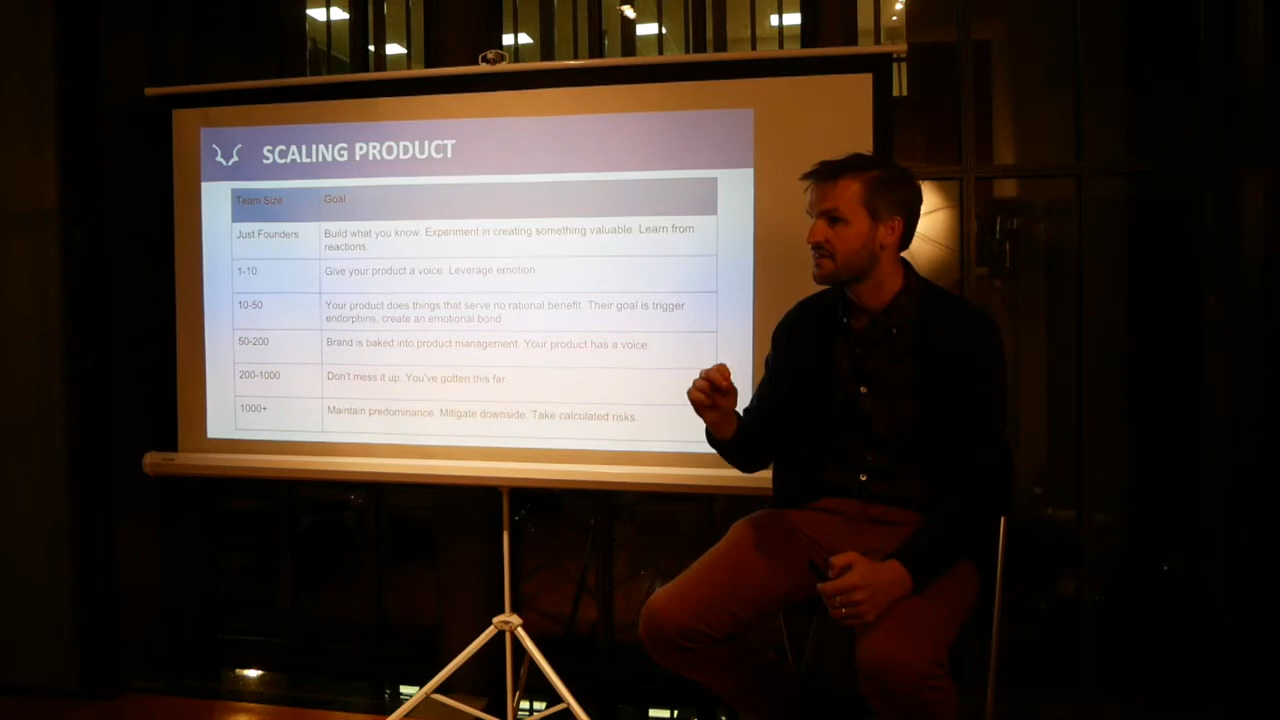 SCALING PRODUCT
Team Size Goal
Just Founders Build what you know. Experiment in creating something valuable. Learn from
reactions.
1-10 Give your product a voice. Leverage emotion
10-50 Your product does things that serve no rational benefit. Their goal is trigger
endorphins, create an emotional bond
50-200 Brand is baked into product management. Your product has a voice.
200-1000 Don't mess it up. You've gotten this far.
1000+ Maintain predominance. Mitigate downside. Take calculated risks.